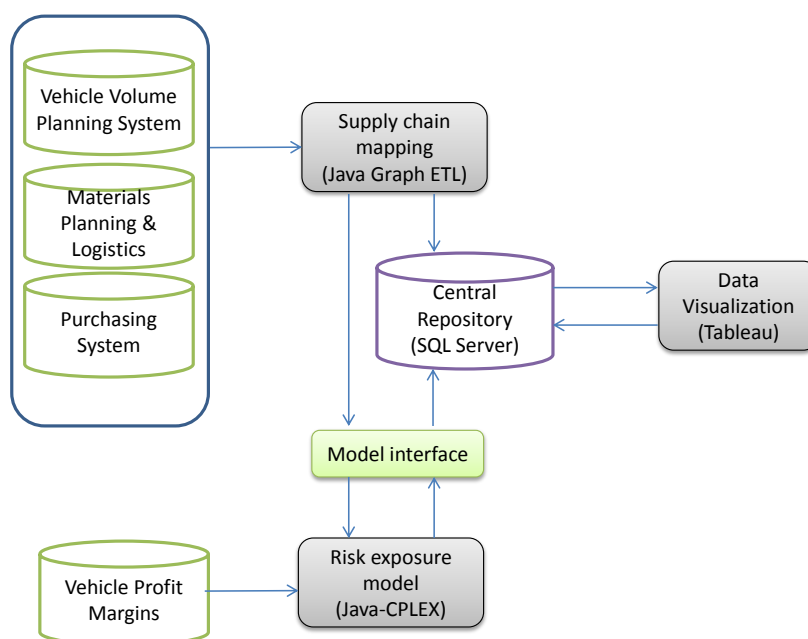 Vehicle Volume
Planning System
Materials
Planning &
Logistics
Purchasing
System
Supply chain
mapping
(Java Graph ETL)
Central
Repository
(SQL Server)
Data
Visualization
(Tableau)
Model interface
Vehicle Profit
Margins
Risk exposure
model
(Java-CPLEX)